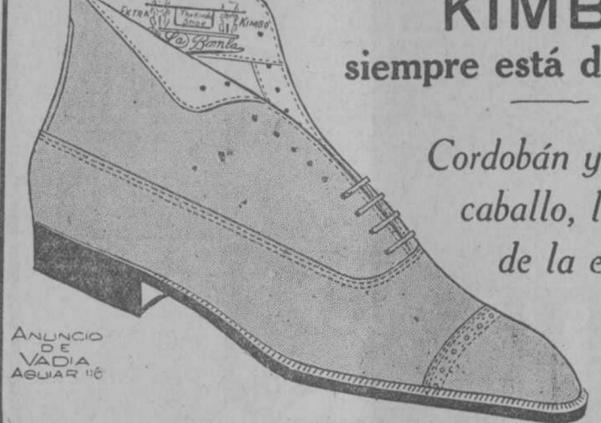 EXTRA KIMBO.
La Bomba
KIMB
siempre está d
Cordobán y
caballo, l
de la e
ANUNCIO
DE
VADIA
AGUIAR 116